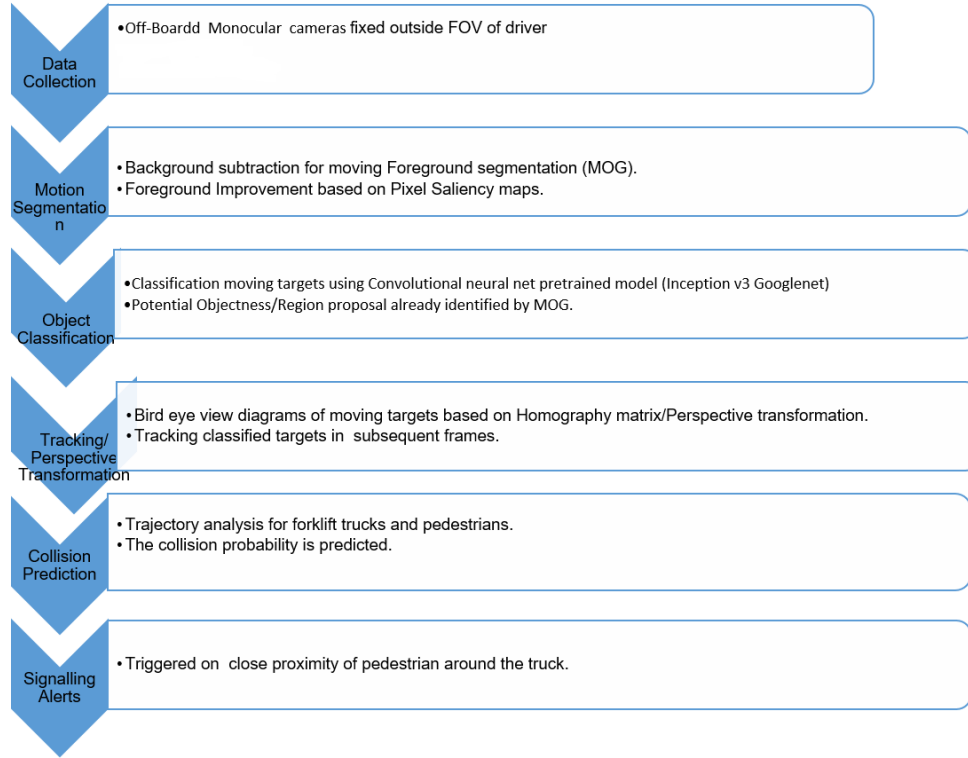 •Off-Boardd Monocular cameras fixed outside FOV of driver
Data
Collection
•Background subtraction for moving Foreground segmentation (MOG).
•Foreground Improvement based on Pixel Saliency maps.
Motion
Segmentatio
n
•Classification moving targets using Convolutional neural net pretrained model (Inception v3 Googlenet)
•Potential Objectness/Region proposal already identified by MOG.
Object
Classification
•Bird eye view diagrams of moving targets based on Homography matrix/Perspective transformation.
•Tracking classified targets in subsequent frames.
Tracking/
Perspective
Transformation
•Trajectory analysis for forklift trucks and pedestrians.
•The collision probability is predicted.
Collision
Prediction
•Triggered on close proximity of pedestrian around the truck.
Signalling
Alerts